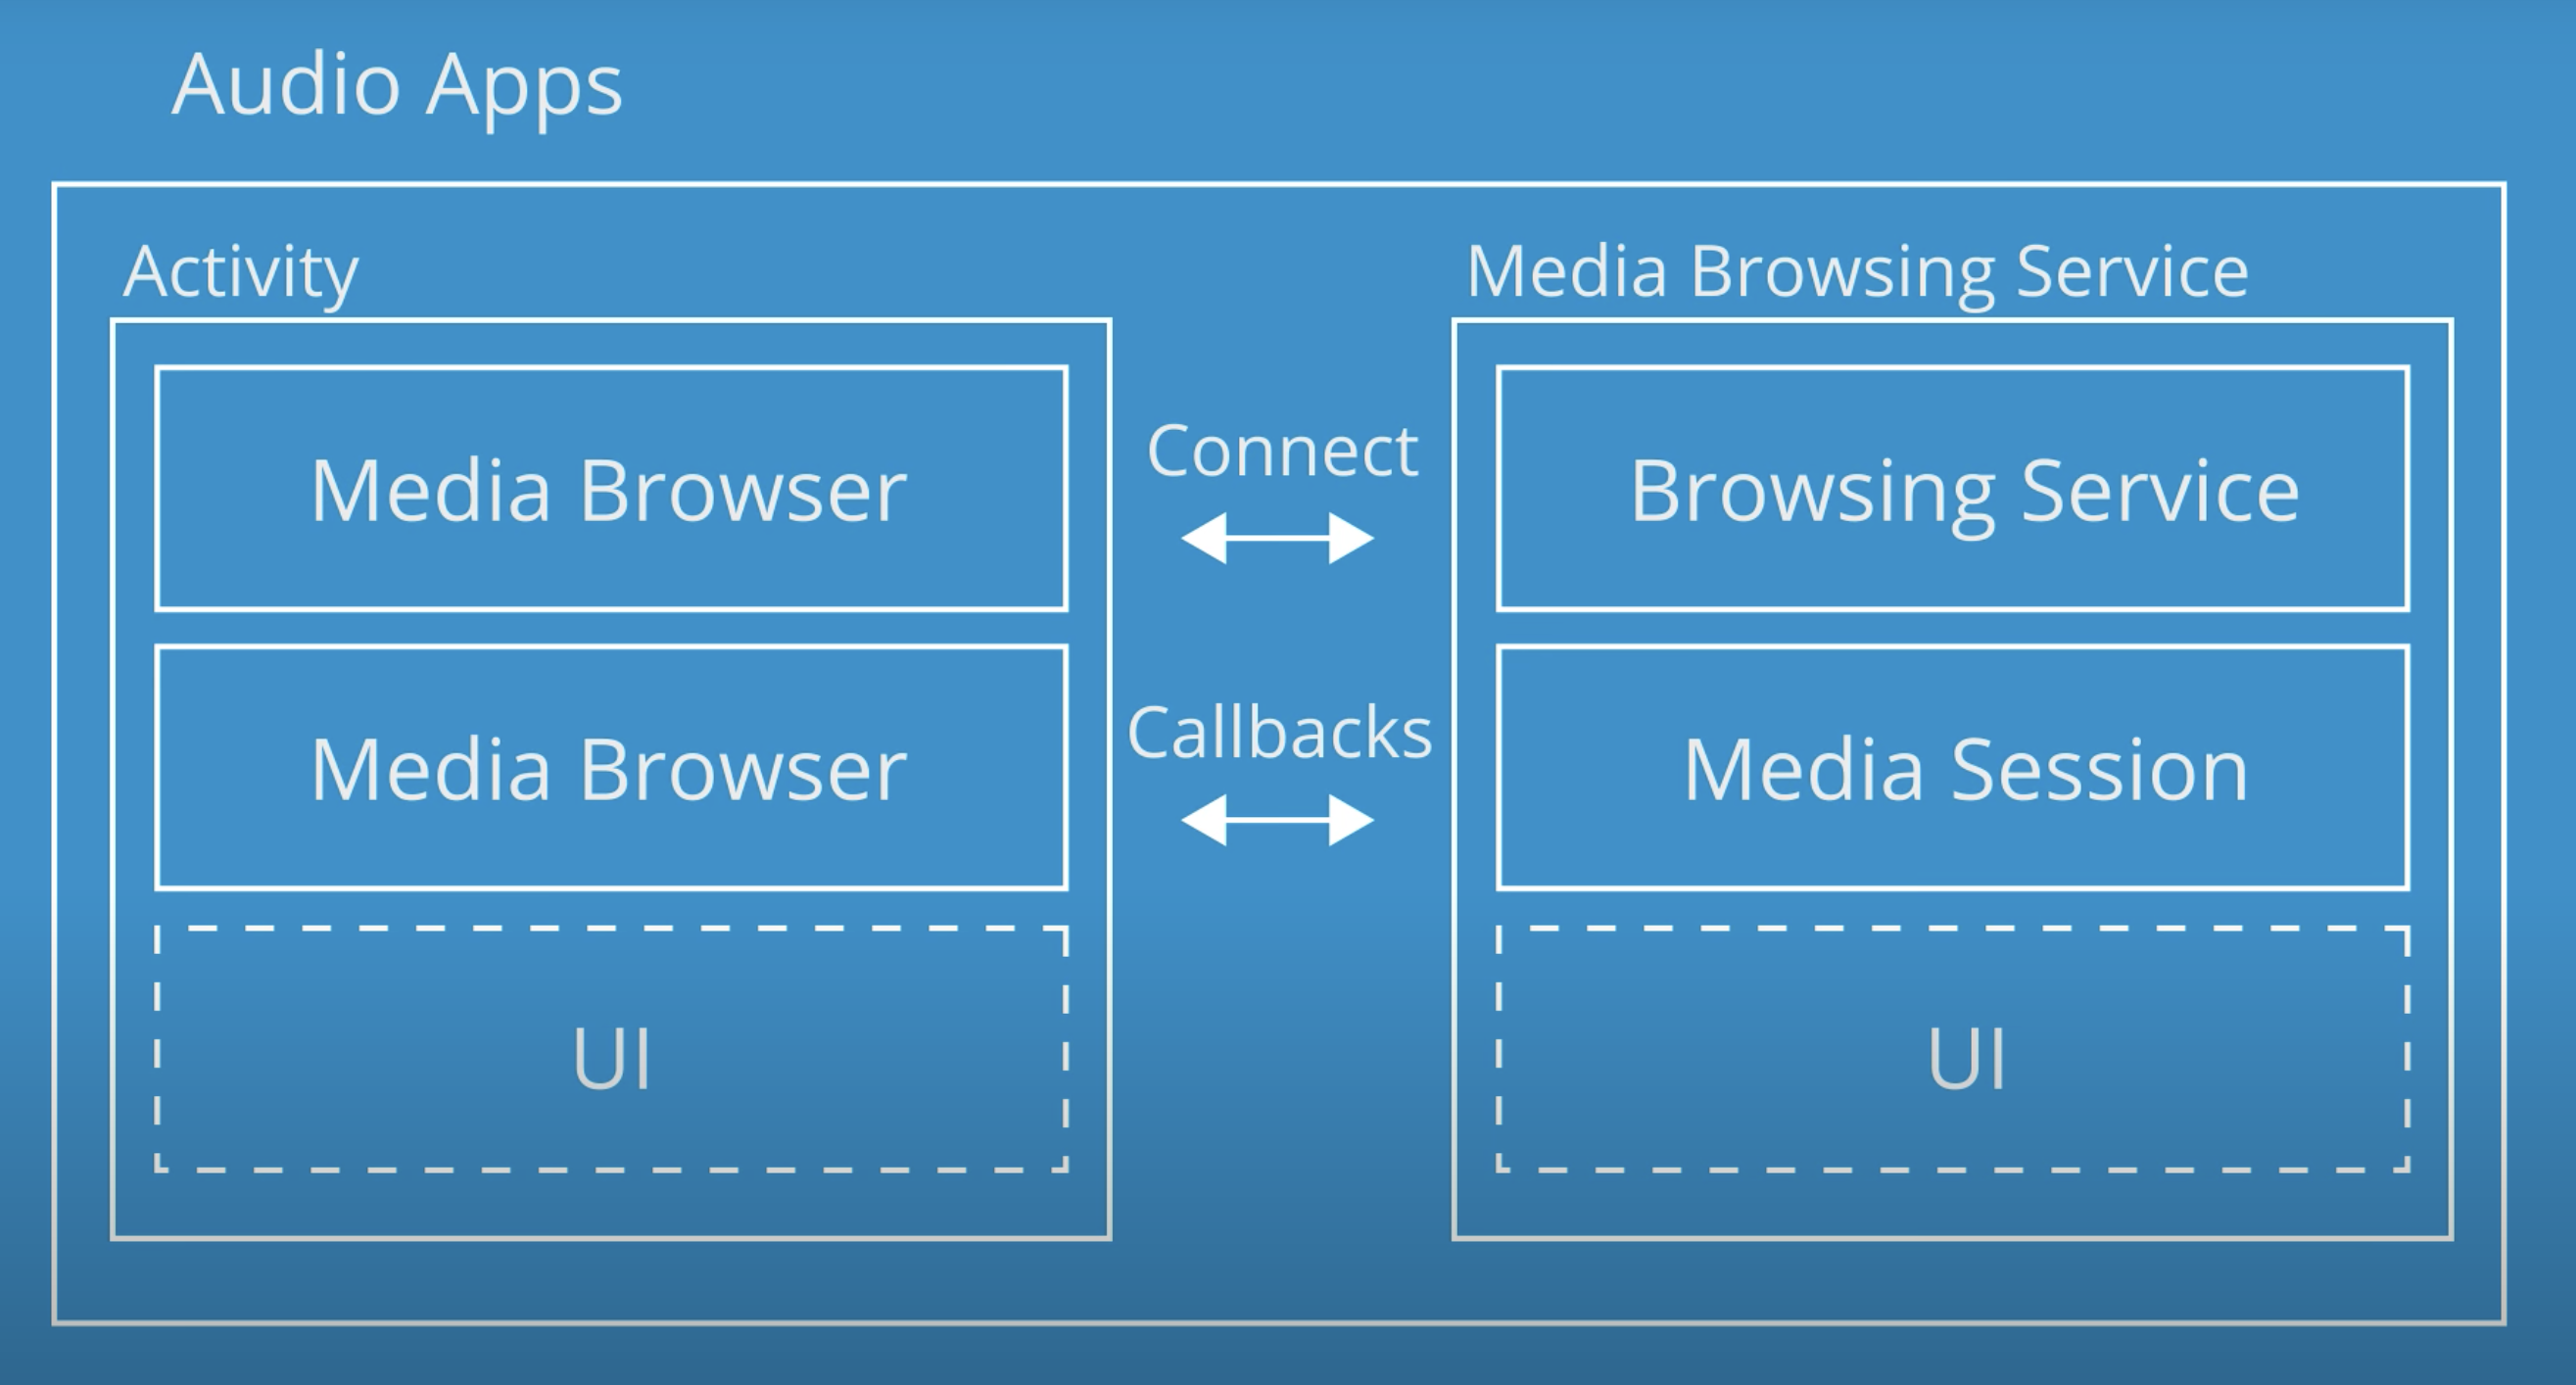 Audio Apps
Activity
Media Browser
Media Browser
UI
Connect
Callbacks
Media Browsing Service
Browsing Service
Media Session
UI